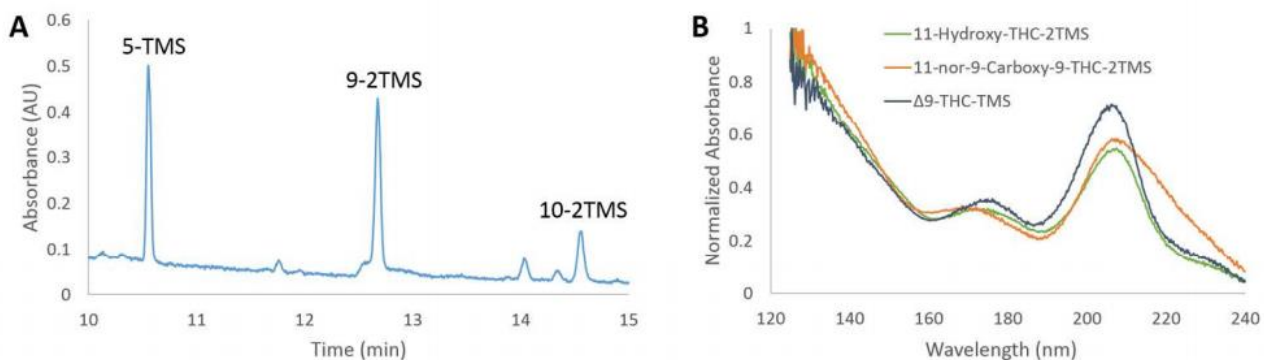 A
0.6
0.5
0.4
0.3
0.2
0.1
0
Absorbance (AU)
5-TMS
9-2TMS
10-2TMS
10
11
12
13
14
15
Time (min)
B
1
0.8
0.6
0.4
0.2
0
Normalized Absorbance
11-Hydroxy-THC-2TMS
11-nor-9-Carboxy-9-THC-2TMS
Δ9-THC-TMS
120
140
160
180
200
220
240
Wavelength (nm)